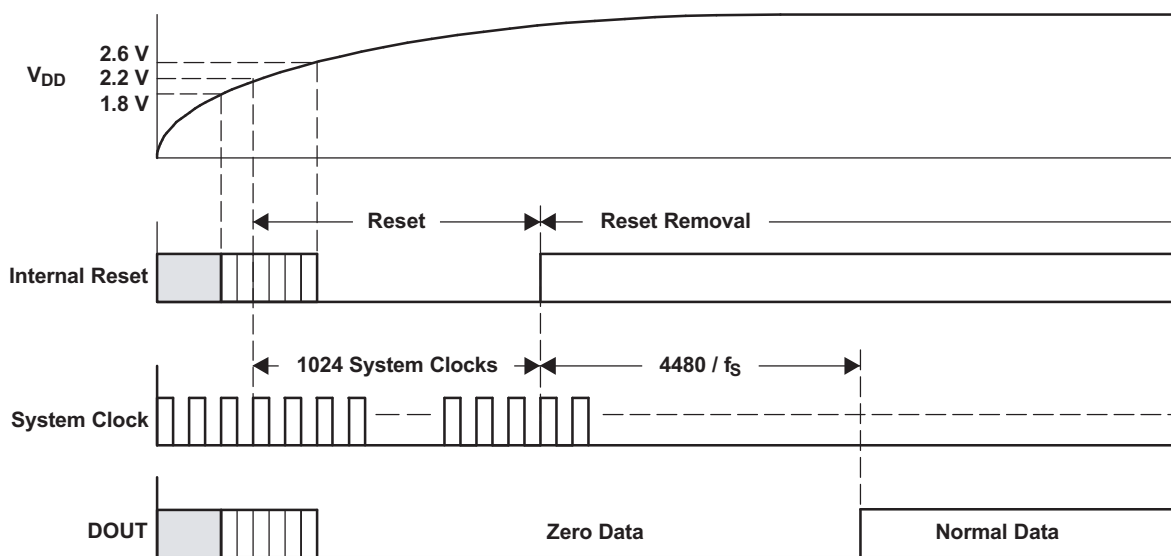 2.6 V
V_DD
2.2 V
1.8 V
Reset
Reset Removal
Internal Reset
1024 System Clocks
4480 / f_S
System Clock
DOUT
Zero Data
Normal Data